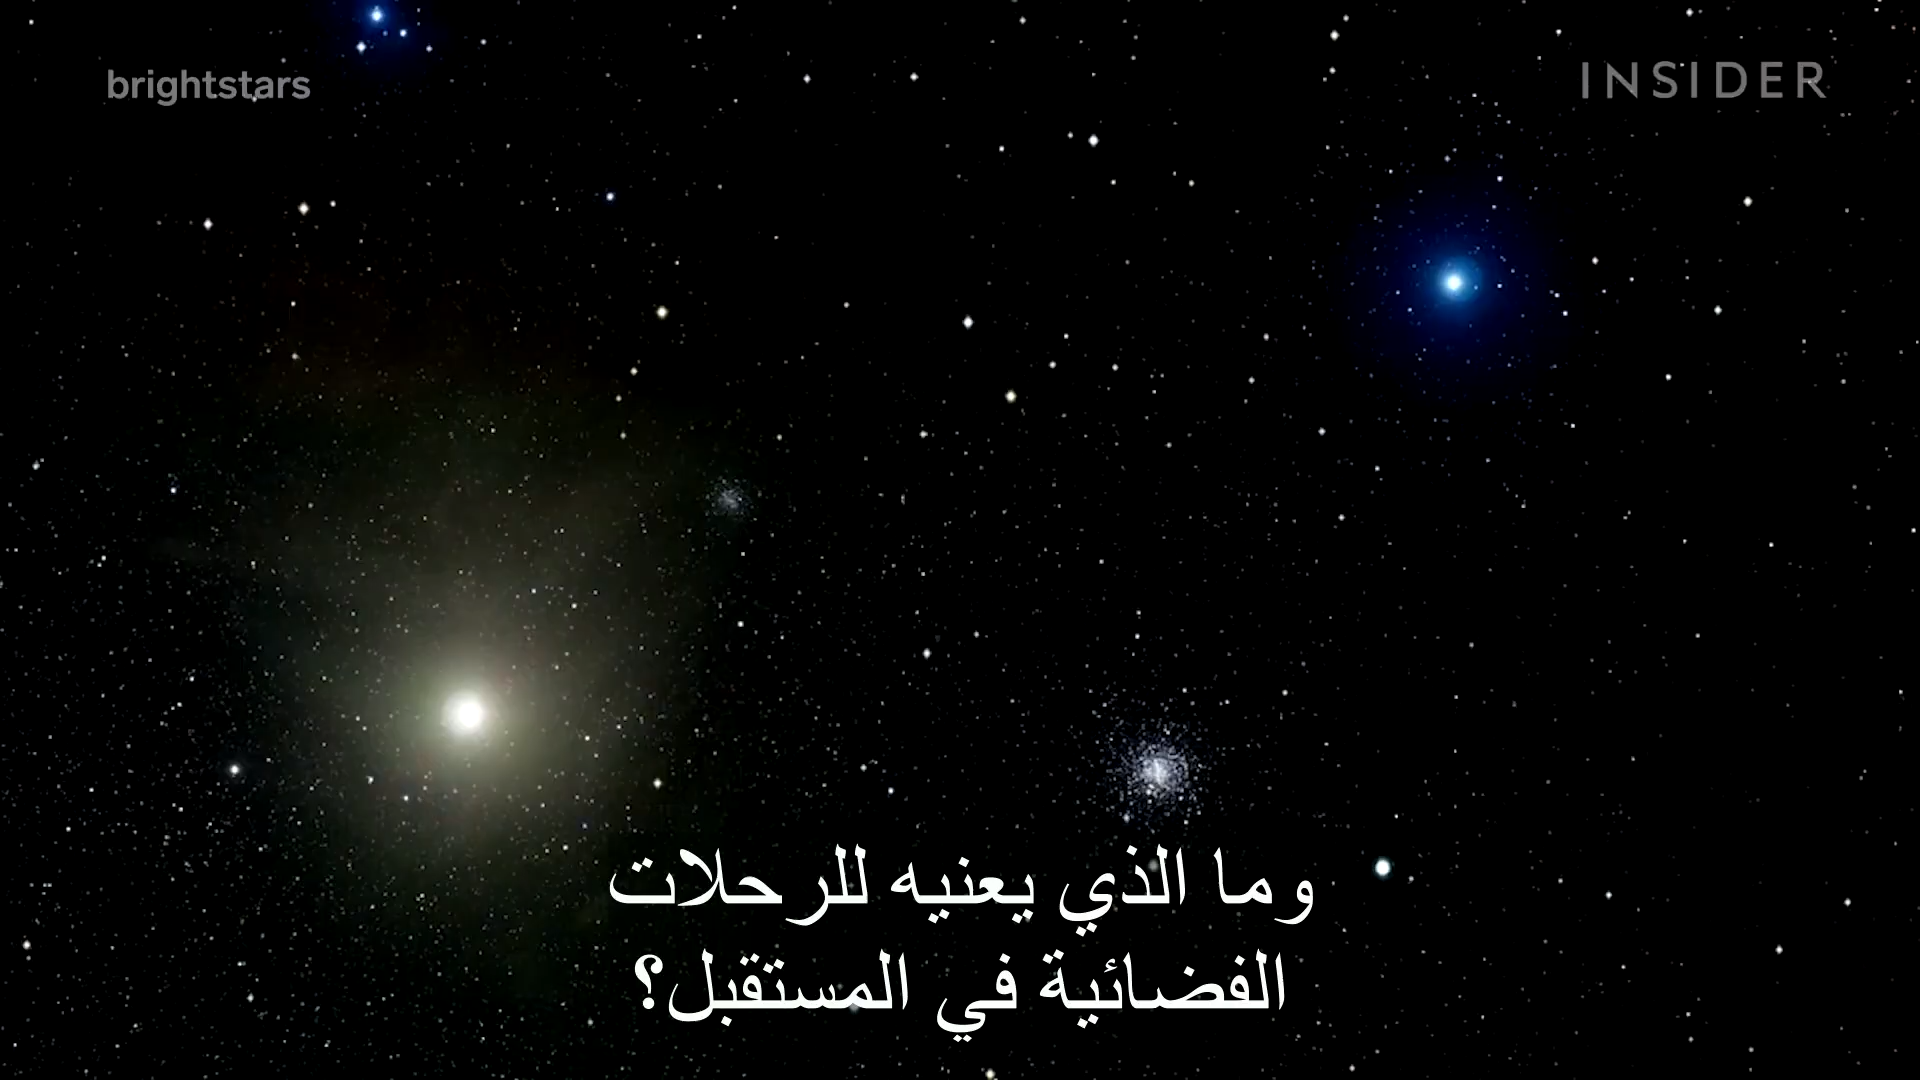 brightstars
INSIDER
وما الذي يعنيه للرحلات
الفضائية في المستقبل؟